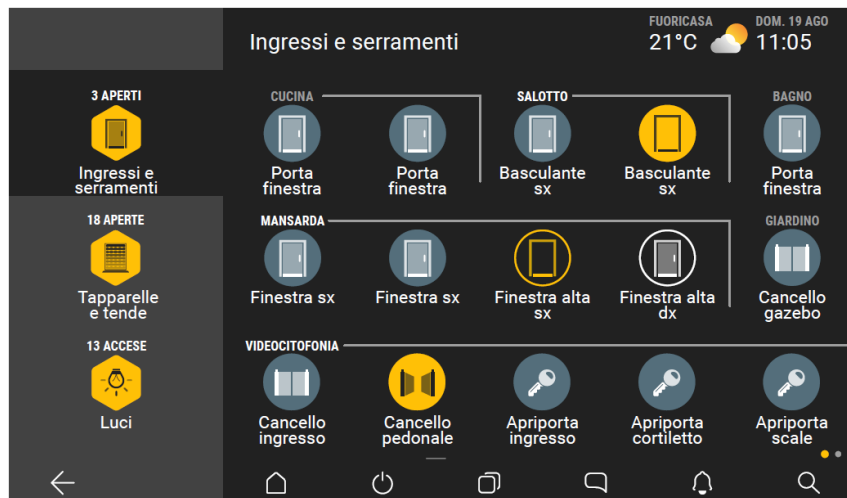 Ingressi e serramenti
FUORICASA
21°C
DOM. 19 AGO
11:05
3 APERTI
Ingressi e
serramenti
18 APERTE
Tapparelle
e tende
13 ACCESE
Luci
CUCINA
Porta
finestra
Porta
finestra
SALOTTO
Basculante
sx
Basculante
sx
BAGNO
Porta
finestra
MANSARDA
Finestra sx
Finestra sx
Finestra alta
sx
Finestra alta
dx
GIARDINO
Cancello
gazebo
VIDEOCITOFONIA
Cancello
ingresso
Cancello
pedonale
Apriporta
ingresso
Apriporta
cortiletto
Apriporta
scale